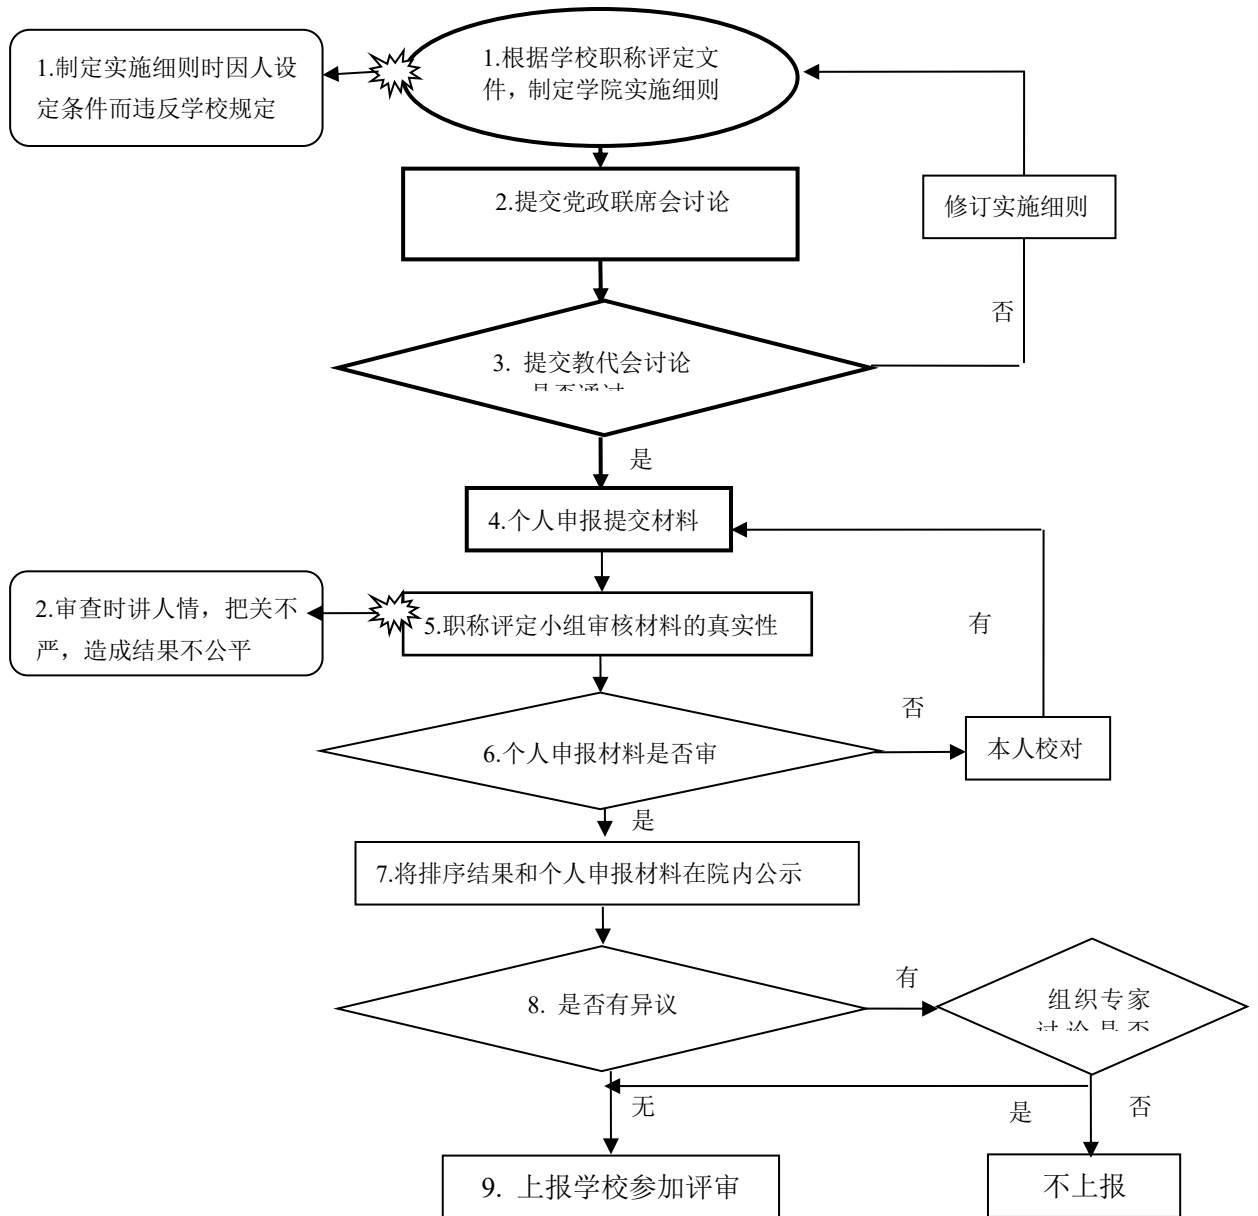 1.制定实施细则时因人设
定条件而违反学校规定
1.根据学校职称评定文
件，制定学院实施细则
2.提交党政联席会讨论
修订实施细则
否
3. 提交教代会讨论
是否通过
是
4.个人申报提交材料
2.审查时讲人情，把关不
严，造成结果不公平
5.职称评定小组审核材料的真实性
有
否
6.个人申报材料是否审
本人校对
是
7.将排序结果和个人申报材料在院内公示
有
8. 是否有异议
组织专家
讨论是否
无
是
否
9. 上报学校参加评审
不上报